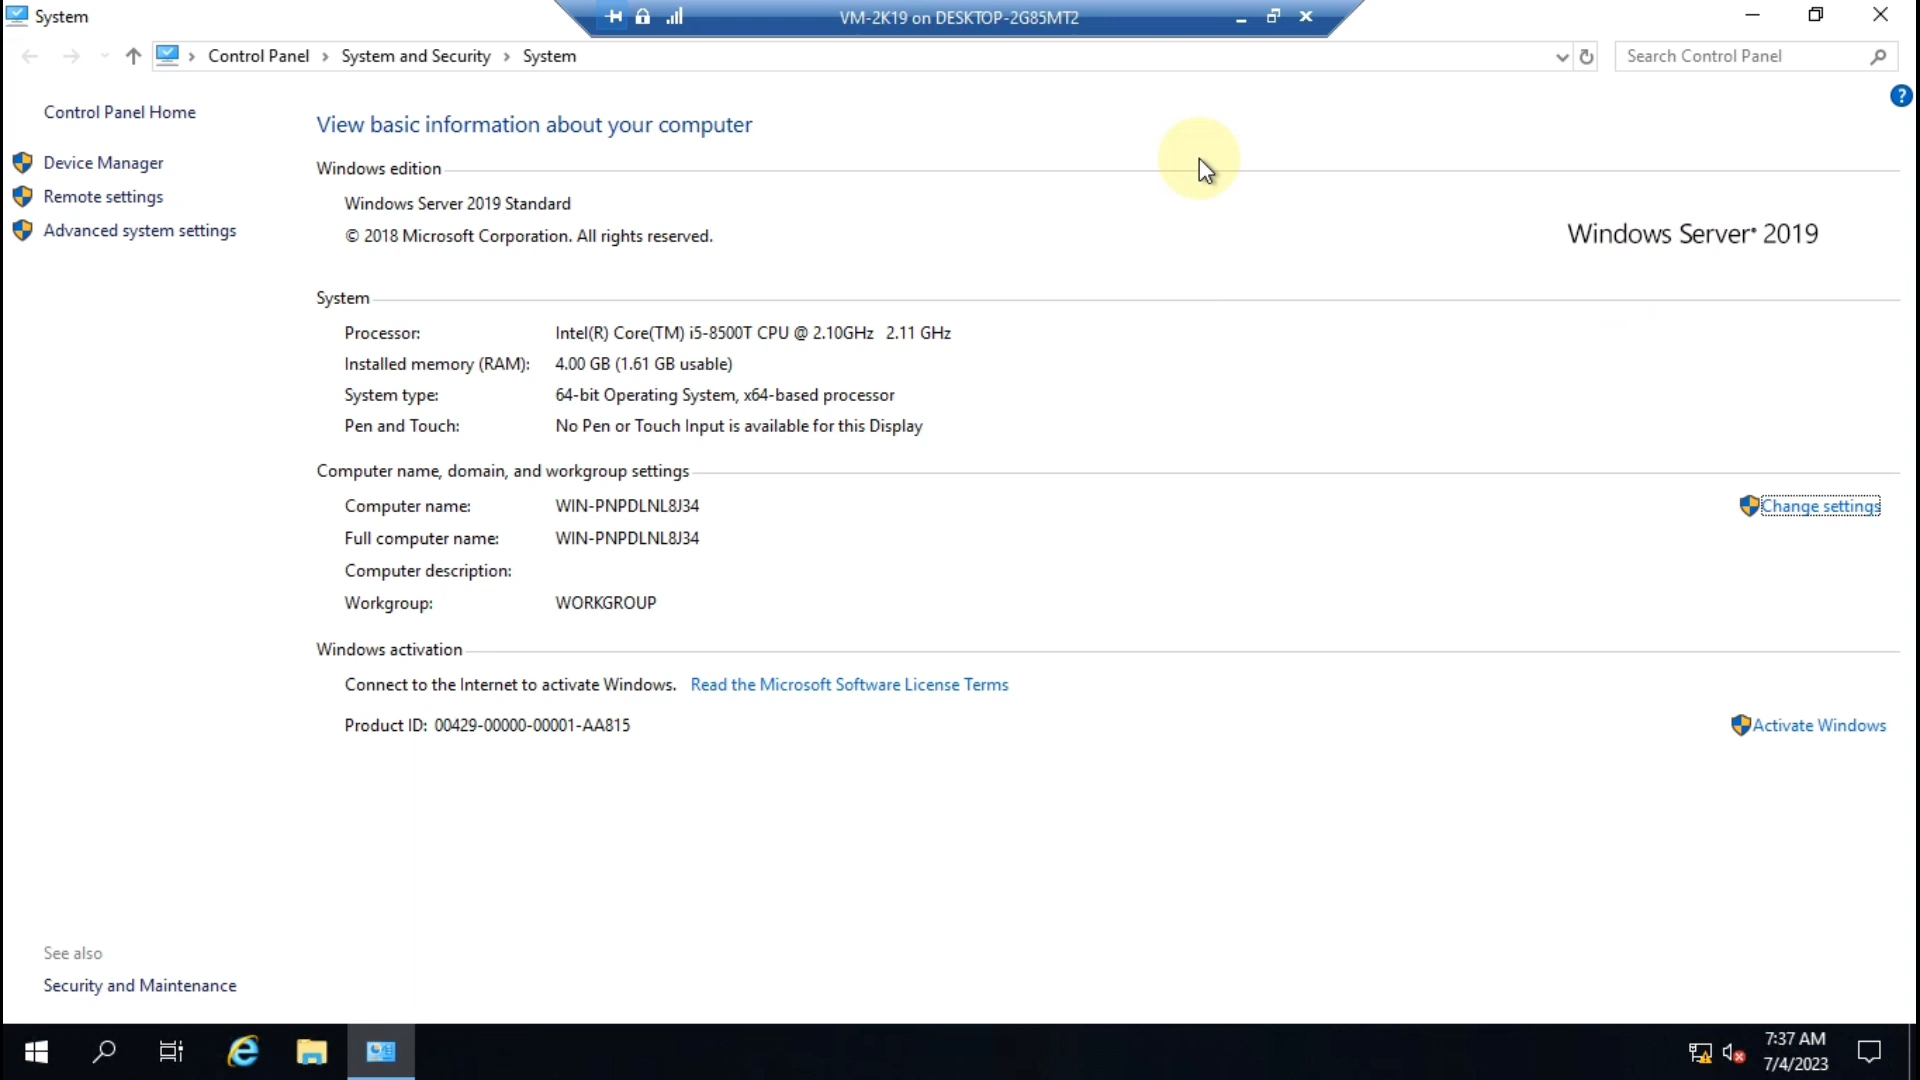 System
VM-2K19 on DESKTOP-2G85MT2
Control Panel › System and Security › System
Search Control Panel
?
Control Panel Home
Device Manager
Remote settings
Advanced system settings
View basic information about your computer
Windows edition
Windows Server 2019 Standard
© 2018 Microsoft Corporation. All rights reserved.
Windows Server® 2019
System
Processor: Intel(R) Core(TM) i5-8500T CPU @ 2.10GHz 2.11 GHz
Installed memory (RAM): 4.00 GB (1.61 GB usable)
System type: 64-bit Operating System, x64-based processor
Pen and Touch: No Pen or Touch Input is available for this Display
Computer name, domain, and workgroup settings
Computer name: WIN-PNPDLNL8J34
Change settings
Full computer name: WIN-PNPDLNL8J34
Computer description:
Workgroup: WORKGROUP
Windows activation
Connect to the Internet to activate Windows. Read the Microsoft Software License Terms
Product ID: 00429-00000-00001-AA815
Activate Windows
See also
Security and Maintenance
7:37 AM
7/4/2023